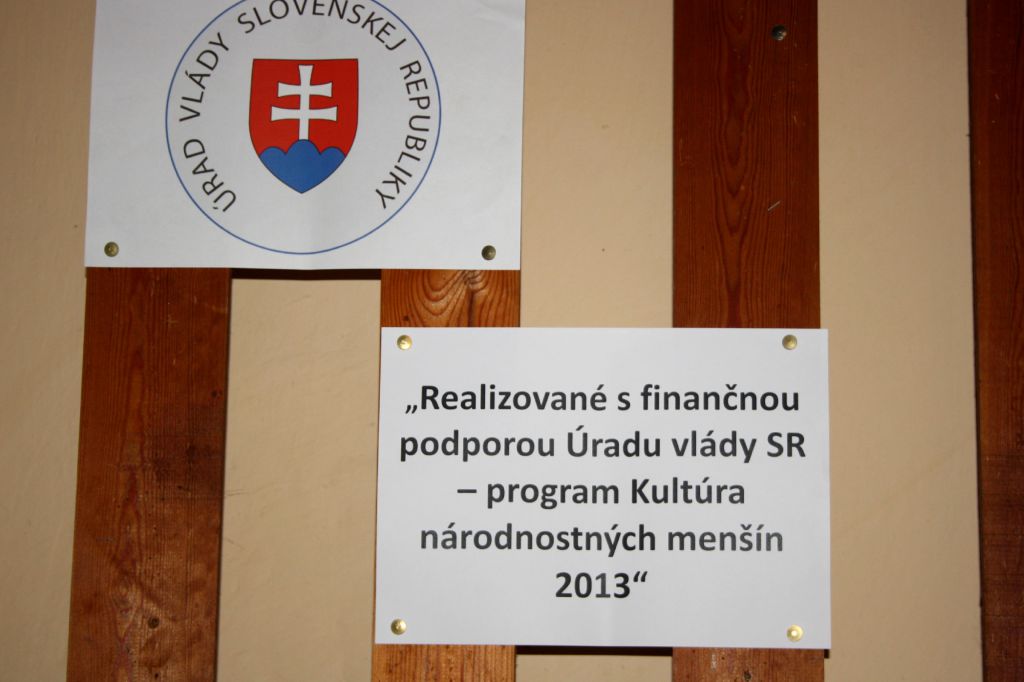 ÚRAD VLÁDY SLOVENSKEJ REPUBLIKY
„Realizované s finančnou
podporou Úradu vlády SR
– program Kultúra
národnostných menšín
2013“